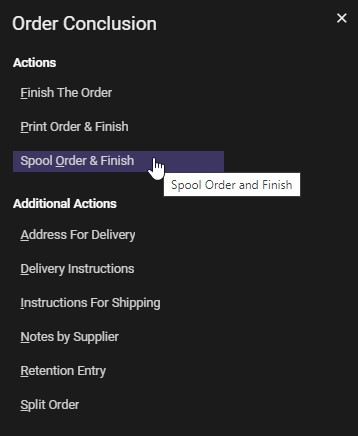 Order Conclusion
Actions
Finish The Order
Print Order & Finish
Spool Order & Finish
Spool Order and Finish
Additional Actions
Address For Delivery
Delivery Instructions
Instructions For Shipping
Notes by Supplier
Retention Entry
Split Order